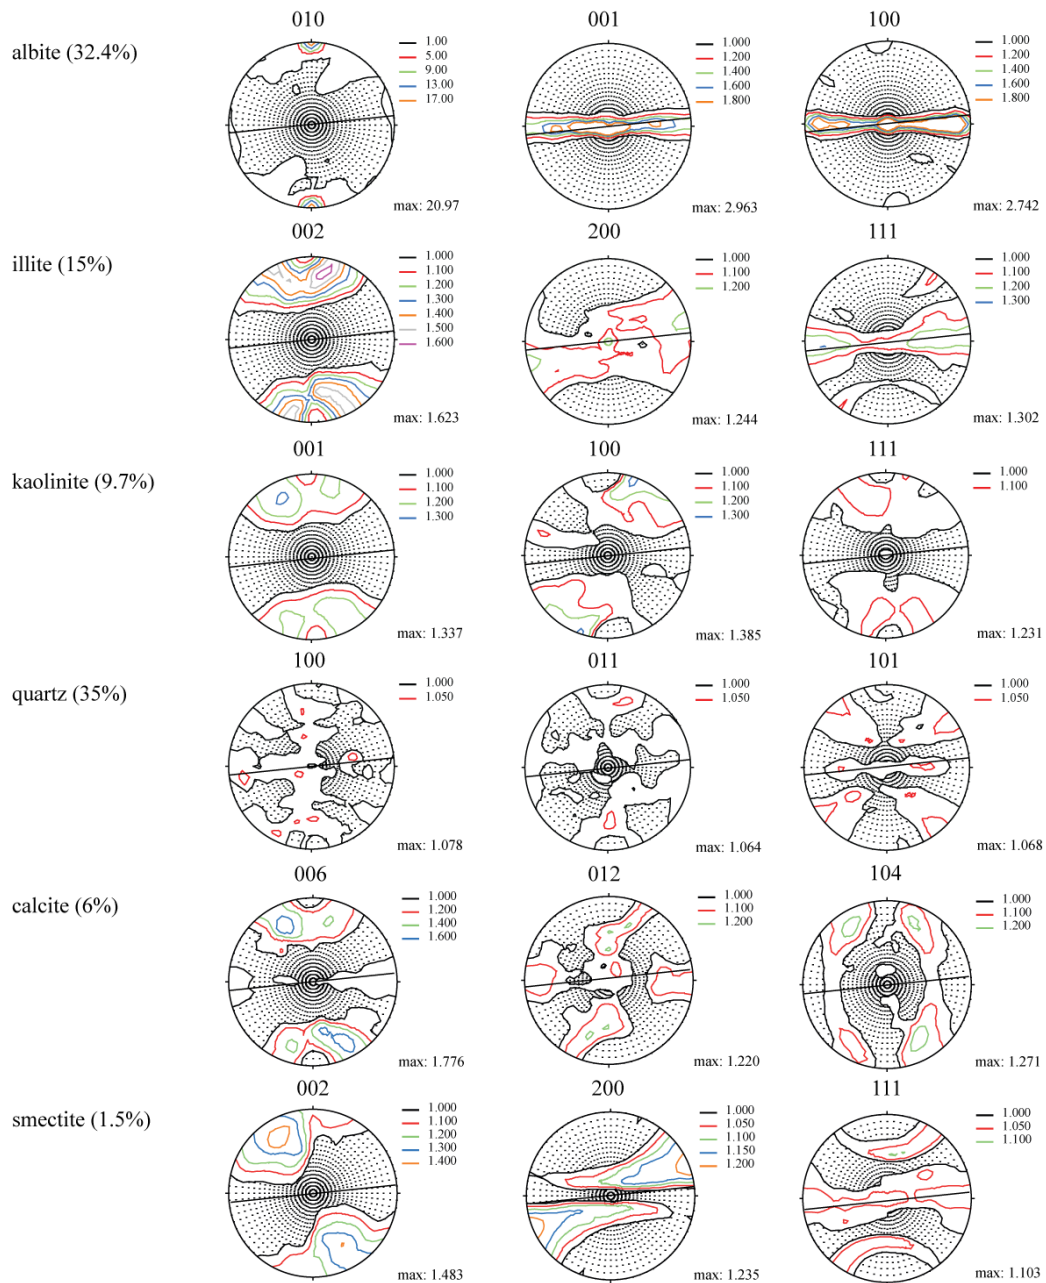 010 001 100
albite (32.4%)
1.00
5.00
9.00
13.00
17.00
max: 20.97
1.000
1.200
1.400
1.600
1.800
max: 2.963
1.000
1.200
1.400
1.600
1.800
max: 2.742
002 200 111
illite (15%)
1.000
1.100
1.200
1.300
1.400
1.500
1.600
max: 1.623
1.000
1.100
1.200
max: 1.244
1.000
1.100
1.200
1.300
max: 1.302
001 100 111
kaolinite (9.7%)
1.000
1.100
1.200
1.300
max: 1.337
1.000
1.100
1.200
1.300
max: 1.385
1.000
1.100
max: 1.231
100 011 101
quartz (35%)
1.000
1.050
max: 1.078
1.000
1.050
max: 1.064
1.000
1.050
max: 1.068
006 012 104
calcite (6%)
1.000
1.200
1.400
1.600
max: 1.776
1.000
1.100
1.200
max: 1.220
1.000
1.100
1.200
max: 1.271
002 200 111
smectite (1.5%)
1.000
1.100
1.200
1.300
1.400
max: 1.483
1.000
1.050
1.100
1.150
1.200
max: 1.235
1.000
1.050
1.100
max: 1.103